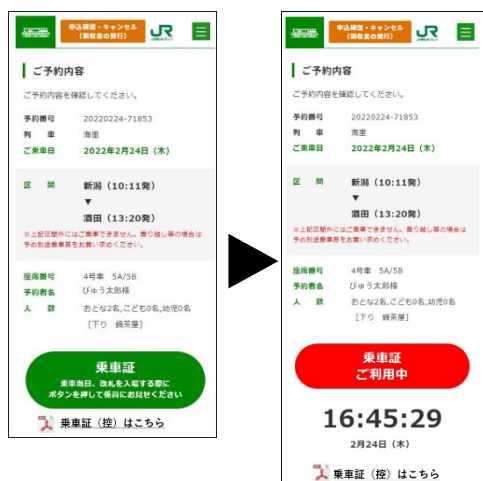 申込確認・キャンセル
(領収書の発行)
JR
ご予約内容
ご予約内容を確認してください。
予約番号 20220224-71853
列 車 海里
ご乗車日 2022年2月24日(木)
区 間 新潟(10:11発)
▼
酒田(13:20発)
※上記区間外にはご乗車できません。乗り越し等の場合は
予め別途乗車券をお買い求めください。
座席番号 4号車 5A/5B
予約者名 びゅう太郎様
人 数 おとな2名,こども0名,幼児0名
[下り 鍋茶屋]
乗車証
乗車当日、改札を入場する際に
ボタンを押して係員にお見せください
乗車証(控)はこちら
申込確認・キャンセル
(領収書の発行)
JR
ご予約内容
ご予約内容を確認してください。
予約番号 20220224-71853
列 車 海里
ご乗車日 2022年2月24日(木)
区 間 新潟(10:11発)
▼
酒田(13:20発)
※上記区間外にはご乗車できません。乗り越し等の場合は
予め別途乗車券をお買い求めください。
座席番号 4号車 5A/5B
予約者名 びゅう太郎様
人 数 おとな2名,こども0名,幼児0名
[下り 鍋茶屋]
乗車証
ご利用中
16:45:29
2月24日(木)
乗車証(控)はこちら